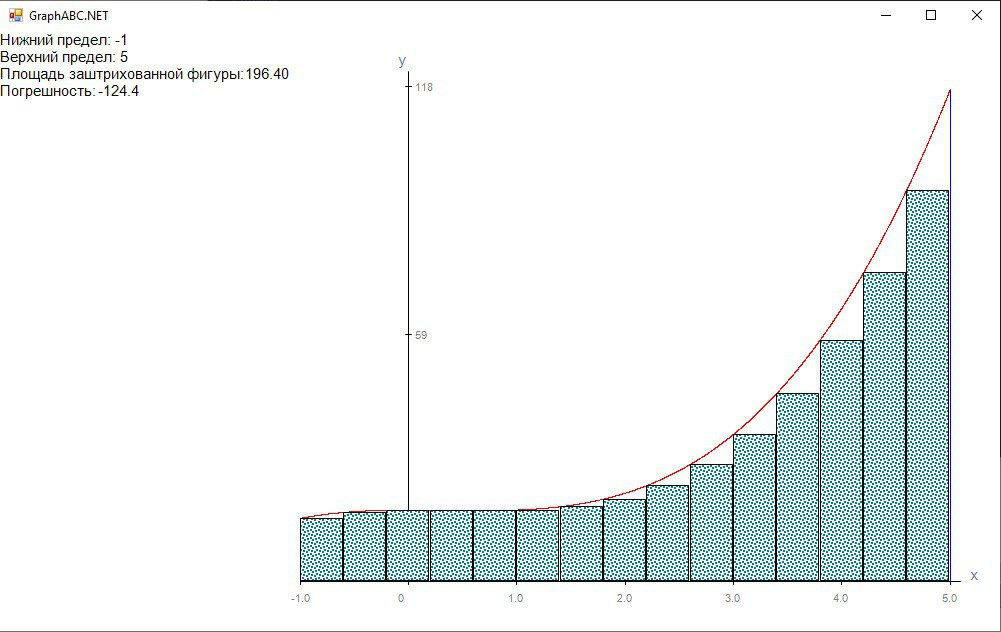 GraphABC.NET
Нижний предел: -1
Верхний предел: 5
Площадь заштрихованной фигуры: 196.40
Погрешность: -124.4
y
118
59
x
-1.0 0 1.0 2.0 3.0 4.0 5.0